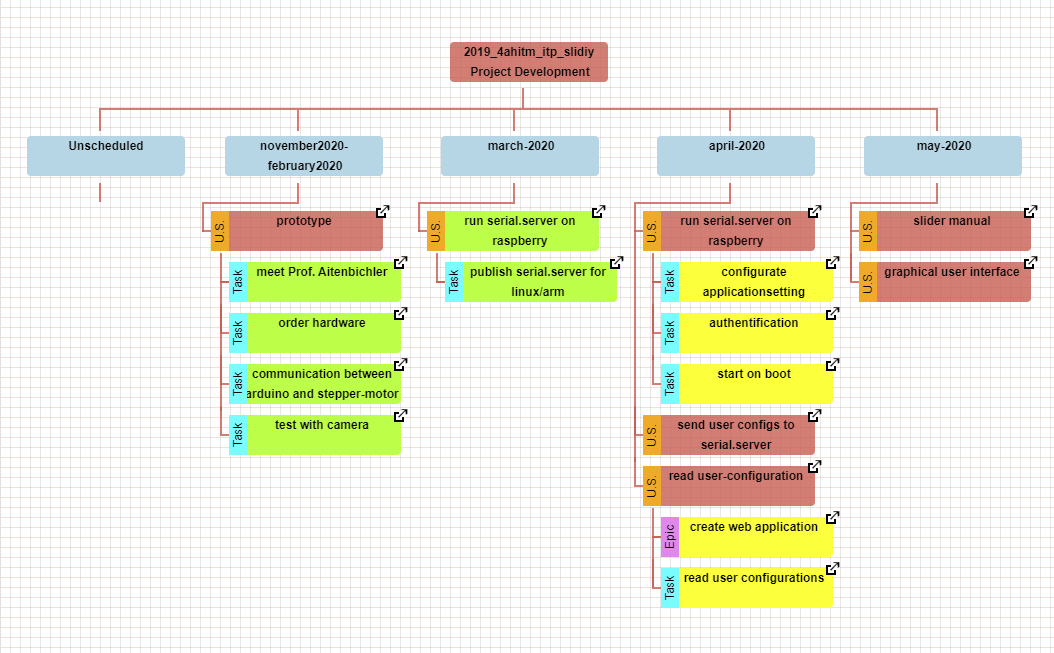 2019_4ahitm_itp_slidiy
Project Development
Unscheduled
november2020-
february2020
march-2020
april-2020
may-2020
U.S.
prototype
Task
meet Prof. Aitenbichler
Task
order hardware
Task
communication between
arduino and stepper-motor
Task
test with camera
U.S.
run serial.server on
raspberry
Task
publish serial.server for
linux/arm
U.S.
run serial.server on
raspberry
Task
configurate
applicationsetting
Task
authentification
Task
start on boot
U.S.
send user configs to
serial.server
U.S.
read user-configuration
Epic
create web application
Task
read user configurations
U.S.
slider manual
U.S.
graphical user interface